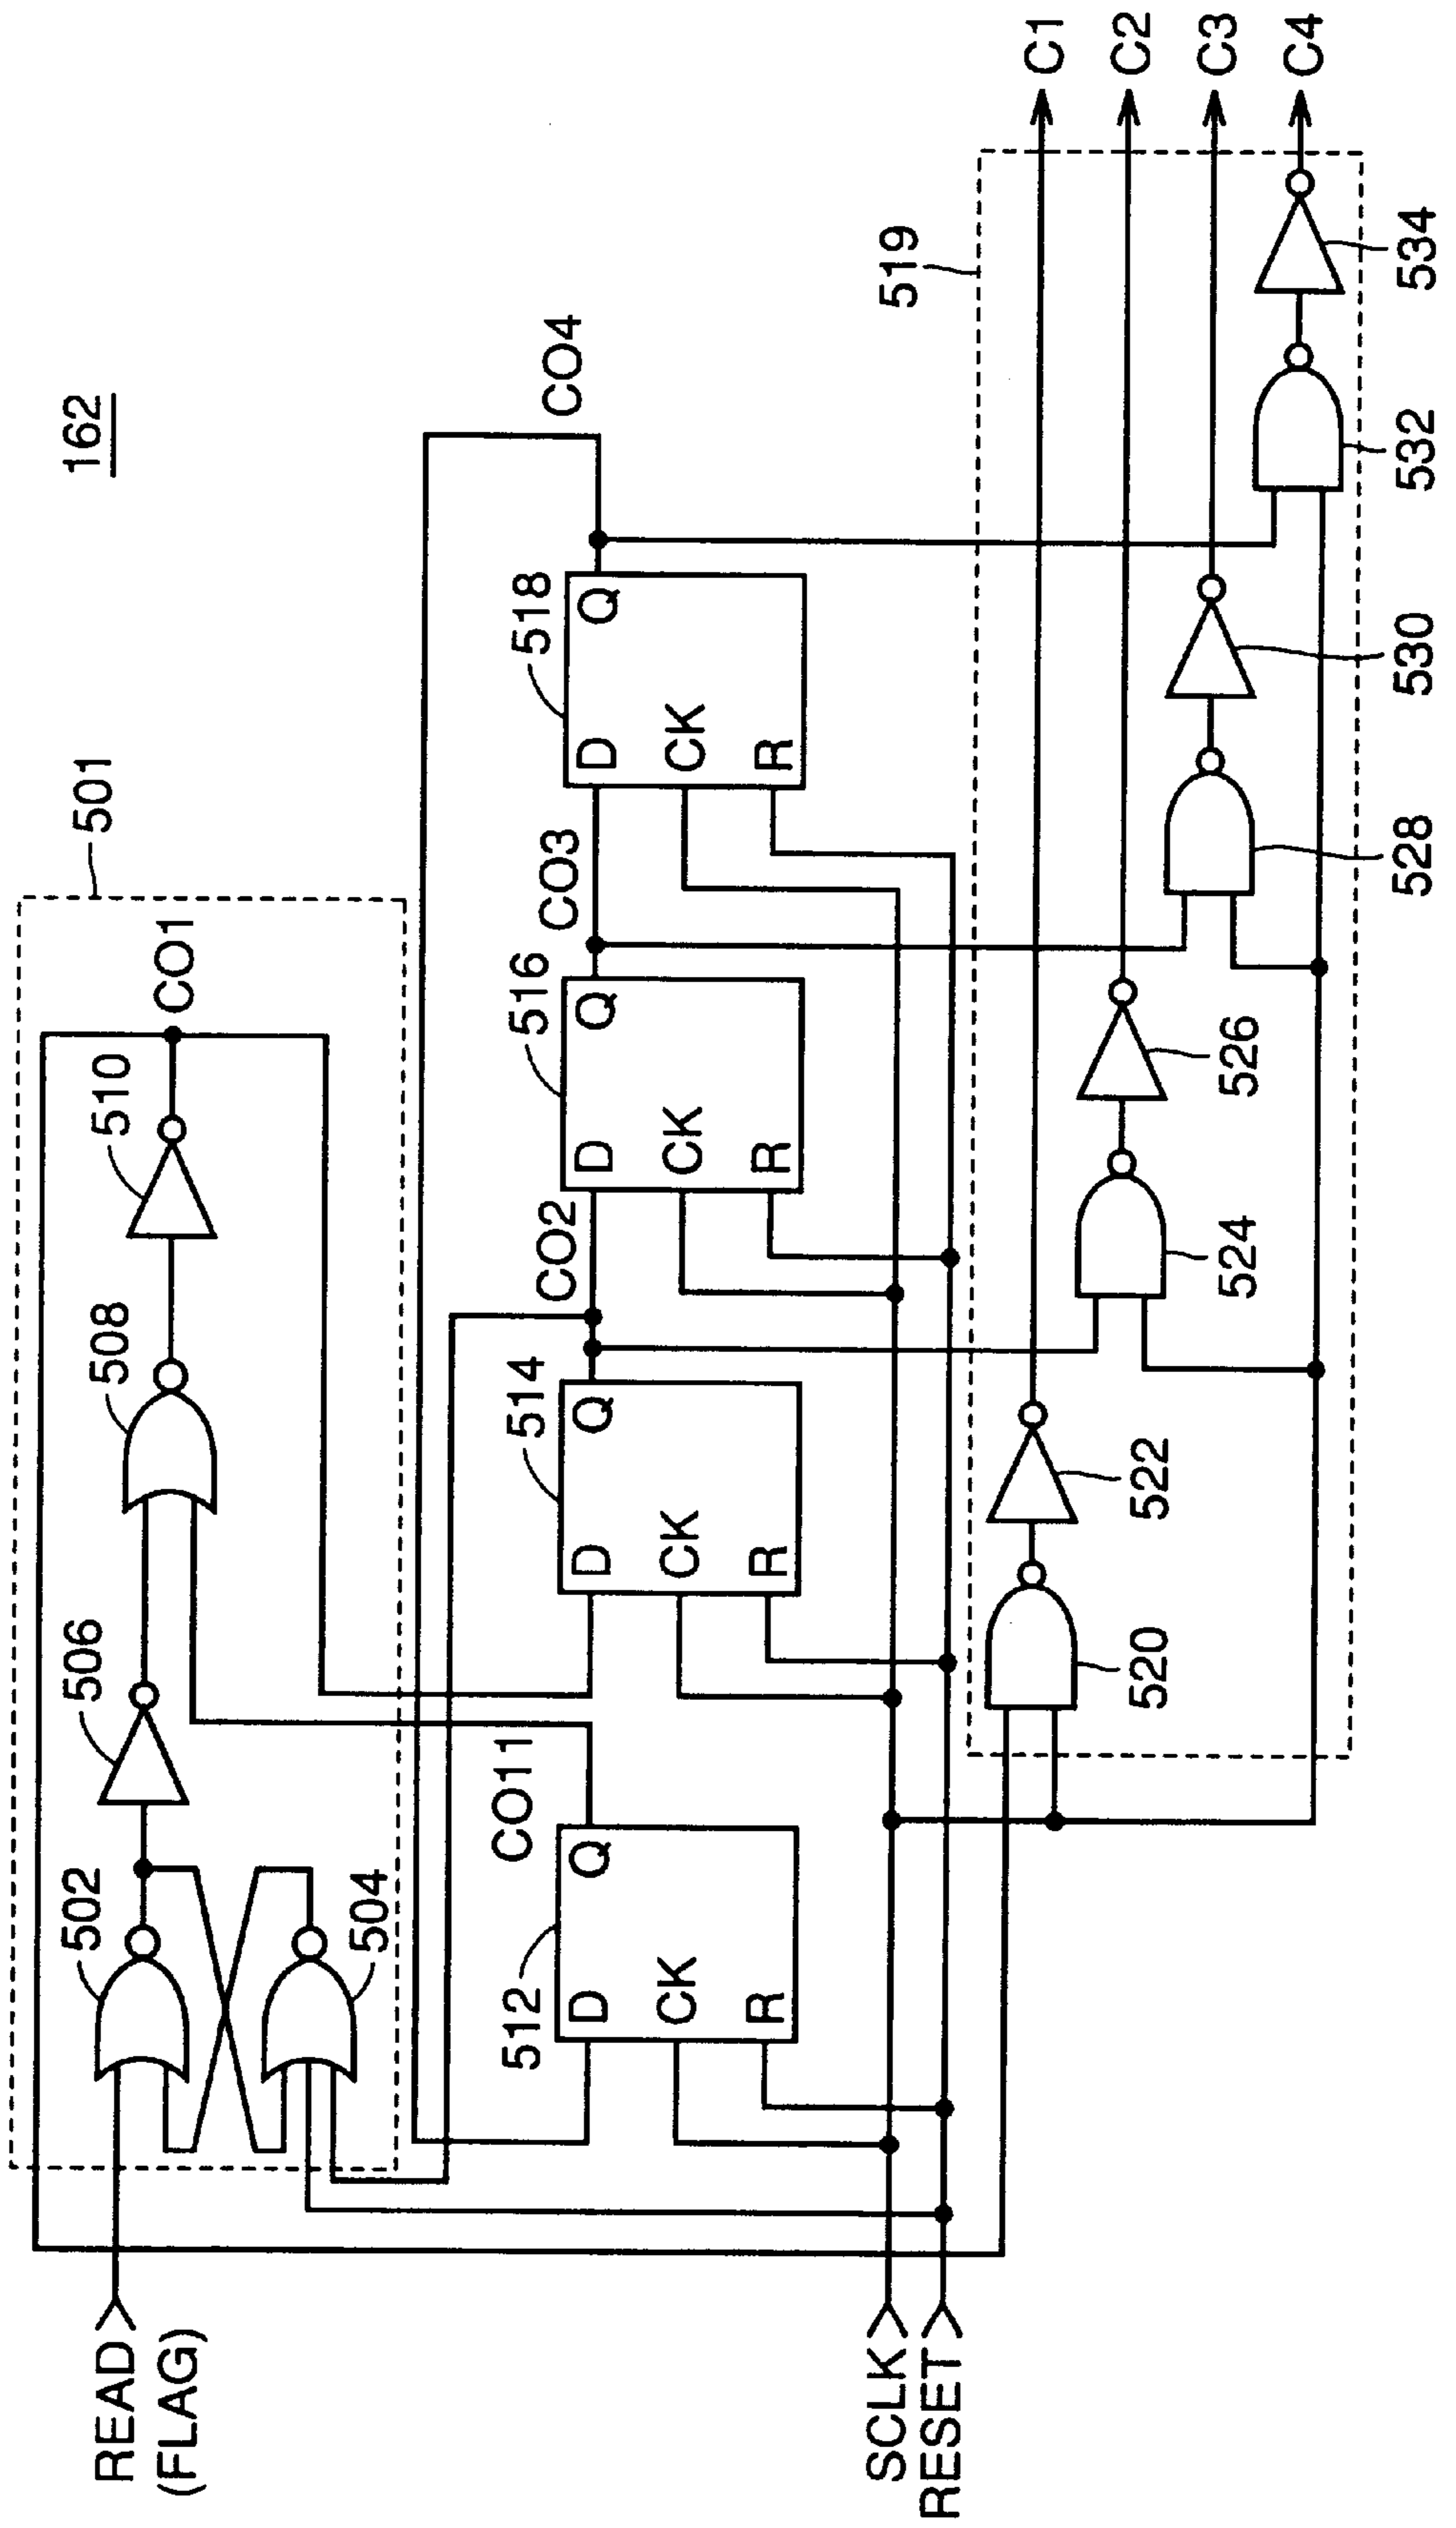 162
501
502
506
508
510
CO1
504
READ
(FLAG)
CO11
CO2
CO3
CO4
512
D
Q
CK
R
514
D
Q
CK
R
516
D
Q
CK
R
518
D
Q
CK
R
SCLK
RESET
519
520
522
524
526
528
530
532
534
C1
C2
C3
C4